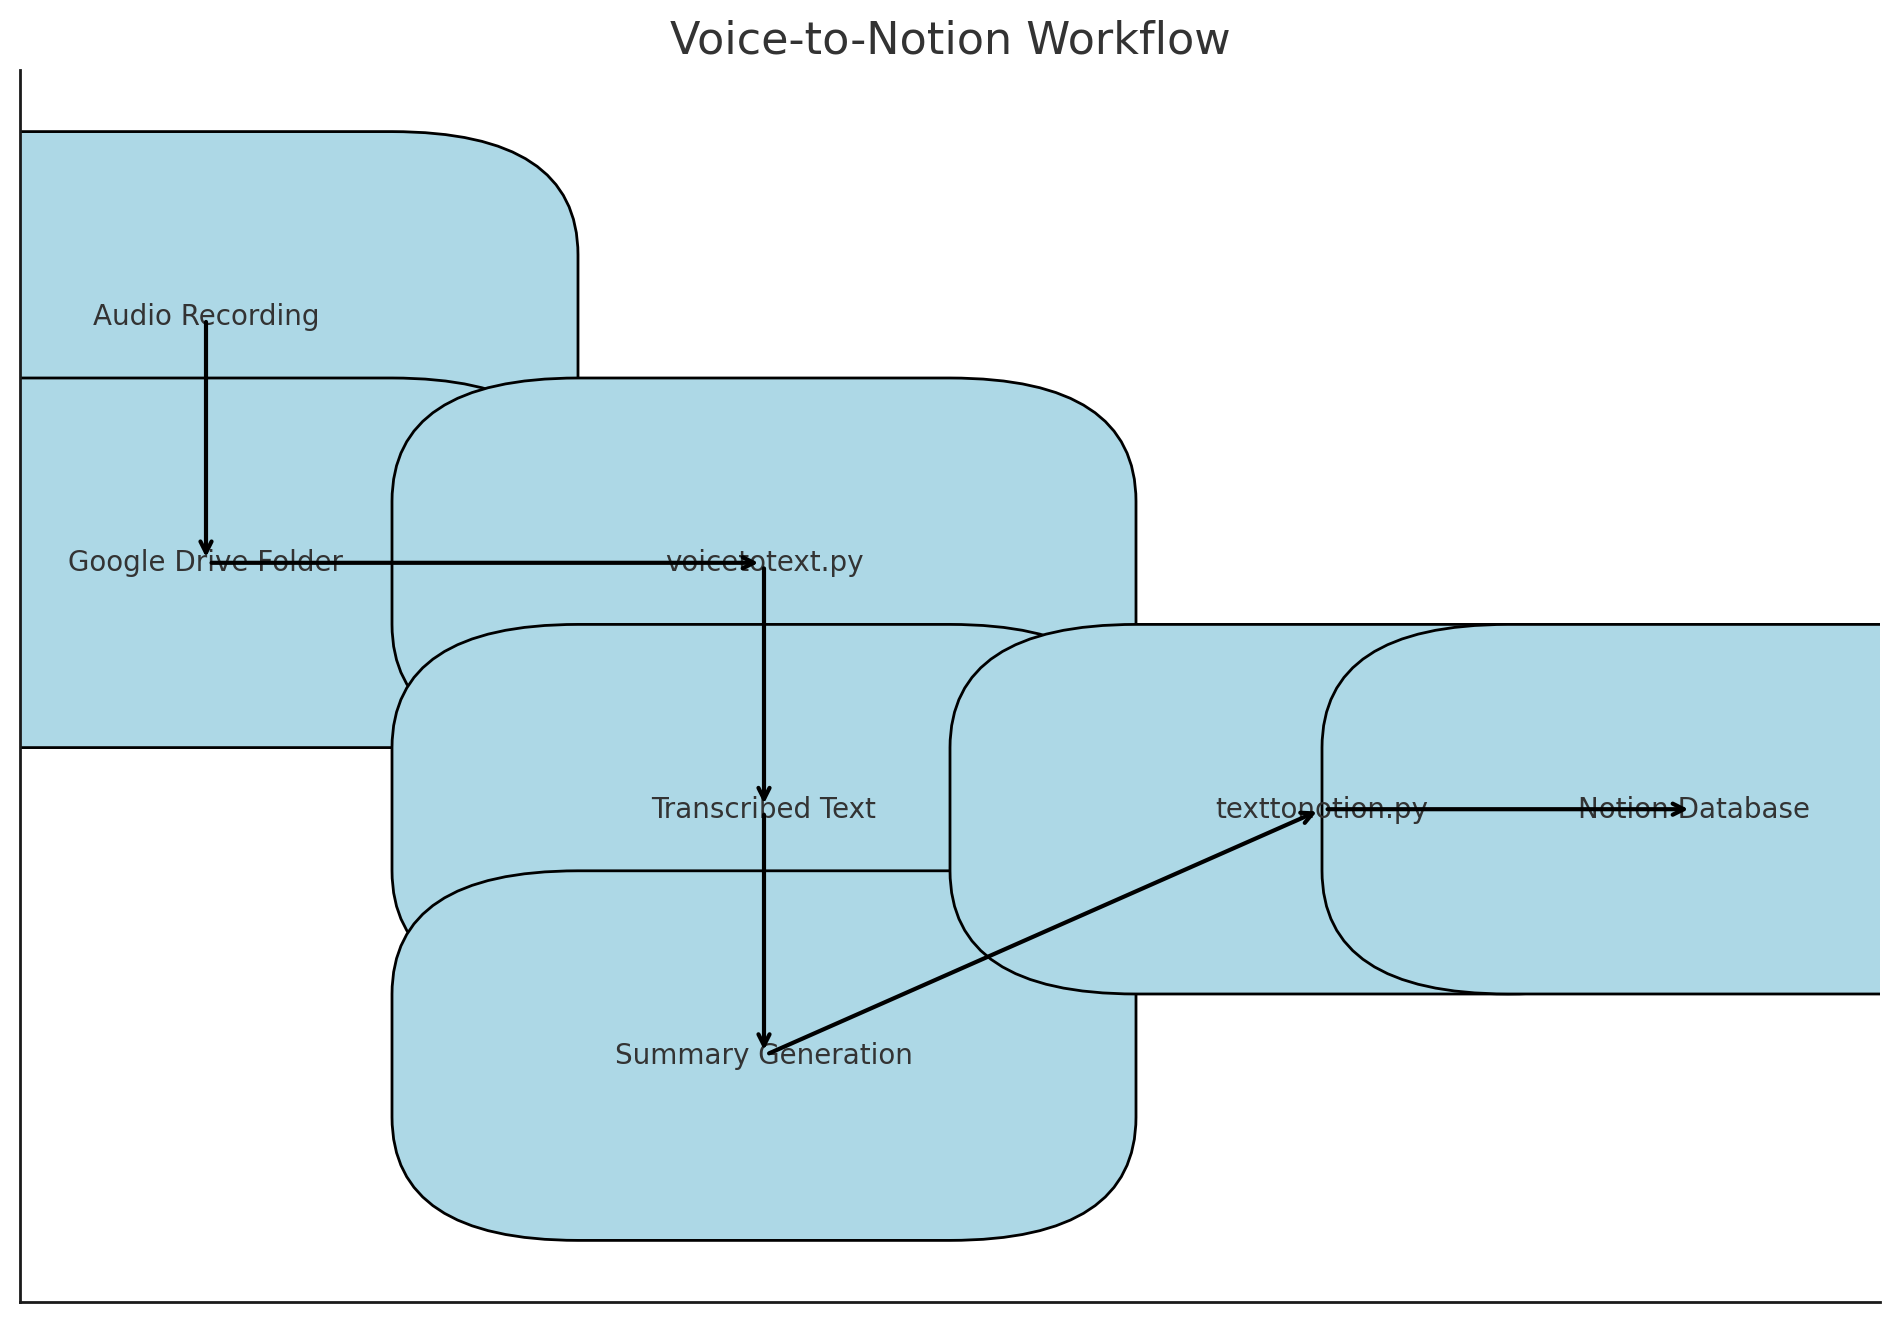 Voice-to-Notion Workflow
Audio Recording
Google Drive Folder
voicetotext.py
Transcribed Text
texttonotion.py
Notion Database
Summary Generation